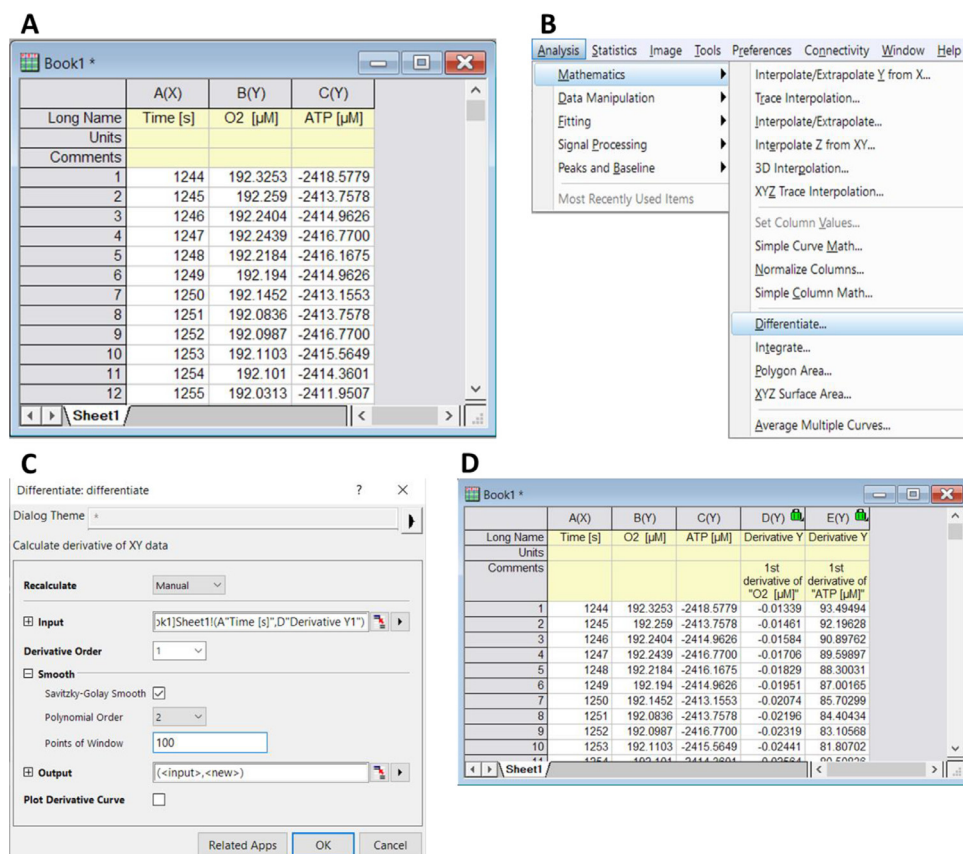 A
Book1 *
A(X) B(Y) C(Y)
Long Name Time [s] O2 [µM] ATP [µM]
Units
Comments
1 1244 192.3253 -2418.5779
2 1245 192.259 -2413.7578
3 1246 192.2404 -2414.9626
4 1247 192.2439 -2416.7700
5 1248 192.2184 -2416.1675
6 1249 192.194 -2414.9626
7 1250 192.1452 -2413.1553
8 1251 192.0836 -2413.7578
9 1252 192.0987 -2416.7700
10 1253 192.1103 -2415.5649
11 1254 192.101 -2414.3601
12 1255 192.0313 -2411.9507
Sheet1
B
Analysis Statistics Image Tools Preferences Connectivity Window Help
Mathematics
Data Manipulation
Fitting
Signal Processing
Peaks and Baseline
Most Recently Used Items
Interpolate/Extrapolate Y from X...
Trace Interpolation...
Interpolate/Extrapolate...
Interpolate Z from XY...
3D Interpolation...
XYZ Trace Interpolation...
Set Column Values...
Simple Curve Math...
Normalize Columns...
Simple Column Math...
Differentiate...
Integrate...
Polygon Area...
XYZ Surface Area...
Average Multiple Curves...
C
Differentiate: differentiate ? ×
Dialog Theme *
Calculate derivative of XY data
Recalculate Manual
Input ok1]Sheet1!(A"Time [s]",D"Derivative Y1")
Derivative Order 1
Smooth
Savitzky-Golay Smooth
Polynomial Order 2
Points of Window 100
Output (<input>,<new>)
Plot Derivative Curve
Related Apps OK Cancel
D
Book1 *
A(X) B(Y) C(Y) D(Y) E(Y)
Long Name Time [s] O2 [µM] ATP [µM] Derivative Y Derivative Y
Units
Comments 1st 1st
derivative of derivative of
"O2 [µM]" "ATP [µM]"
1 1244 192.3253 -2418.5779 -0.01339 93.49494
2 1245 192.259 -2413.7578 -0.01461 92.19628
3 1246 192.2404 -2414.9626 -0.01584 90.89762
4 1247 192.2439 -2416.7700 -0.01706 89.59897
5 1248 192.2184 -2416.1675 -0.01829 88.30031
6 1249 192.194 -2414.9626 -0.01951 87.00165
7 1250 192.1452 -2413.1553 -0.02074 85.70299
8 1251 192.0836 -2413.7578 -0.02196 84.40434
9 1252 192.0987 -2416.7700 -0.02319 83.10568
10 1253 192.1103 -2415.5649 -0.02441 81.80702
Sheet1